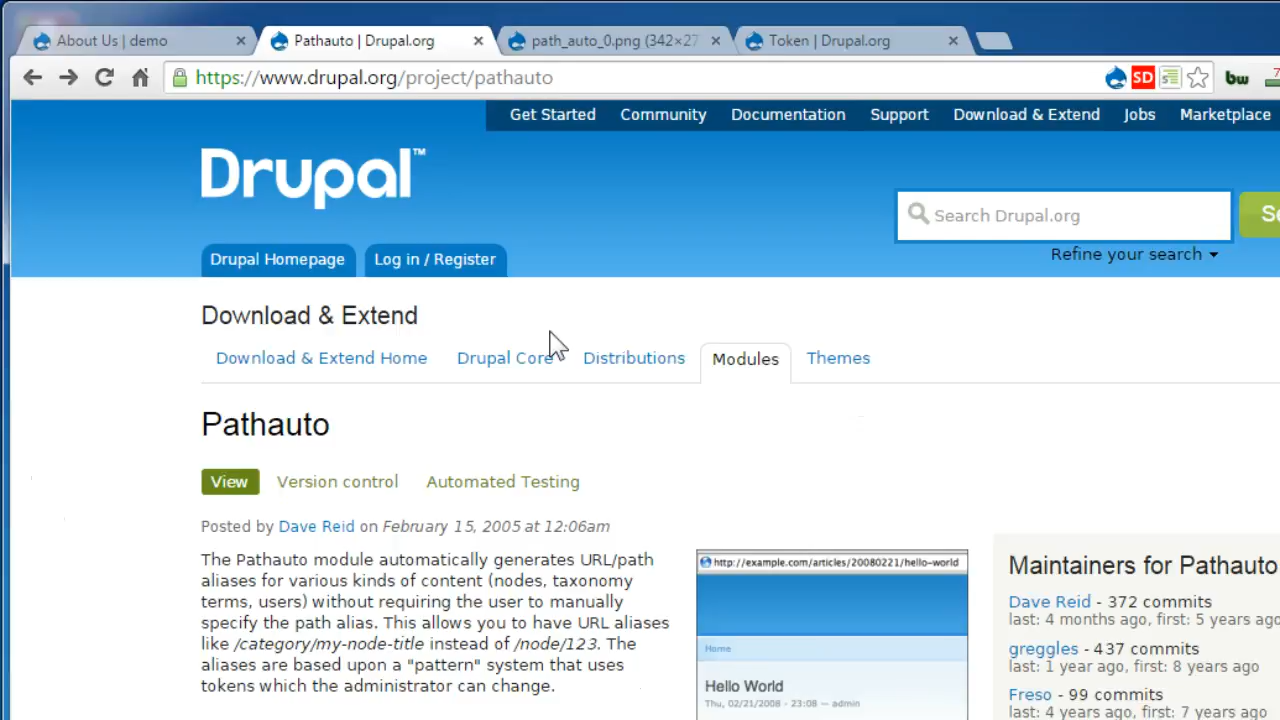 About Us | demo
Pathauto | Drupal.org
path_auto_0.png (342×27
Token | Drupal.org
https://www.drupal.org/project/pathauto
SD
bw
Get Started Community Documentation Support Download & Extend Jobs Marketplace
Drupal™
Search Drupal.org
Refine your search
Drupal Homepage Log in / Register
Download & Extend
Download & Extend Home Drupal Core Distributions Modules Themes
Pathauto
View Version control Automated Testing
Posted by Dave Reid on February 15, 2005 at 12:06am
The Pathauto module automatically generates URL/path
aliases for various kinds of content (nodes, taxonomy
terms, users) without requiring the user to manually
specify the path alias. This allows you to have URL aliases
like /category/my-node-title instead of /node/123. The
aliases are based upon a "pattern" system that uses
tokens which the administrator can change.
http://example.com/articles/20080221/hello-world
Home
Hello World
Thu, 02/21/2008 - 23:08 — admin
Maintainers for Pathauto
Dave Reid - 372 commits
last: 4 months ago, first: 5 years ago
greggles - 437 commits
last: 1 year ago, first: 8 years ago
Freso - 99 commits
last: 4 years ago, first: 7 years ago